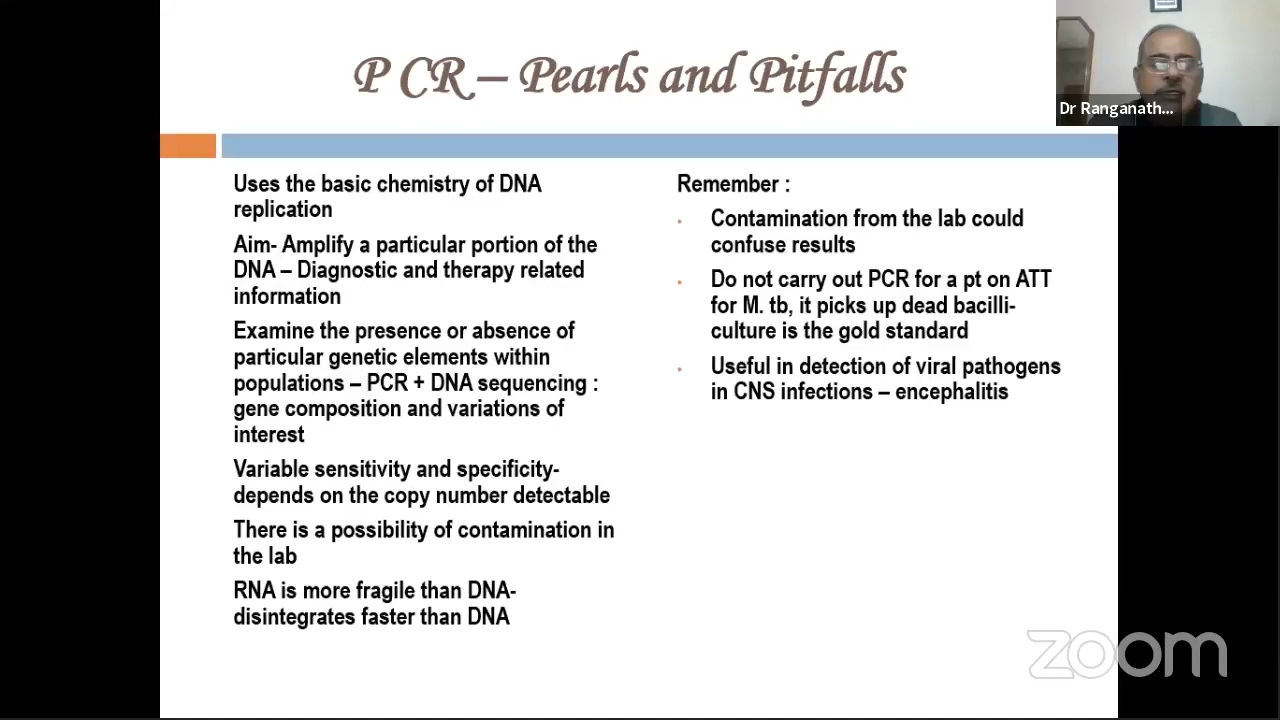 P CR – Pearls and Pitfalls
Dr Ranganath...
Uses the basic chemistry of DNA
replication
Aim- Amplify a particular portion of the
DNA – Diagnostic and therapy related
information
Examine the presence or absence of
particular genetic elements within
populations – PCR + DNA sequencing :
gene composition and variations of
interest
Variable sensitivity and specificity-
depends on the copy number detectable
There is a possibility of contamination in
the lab
RNA is more fragile than DNA-
disintegrates faster than DNA
Remember :
Contamination from the lab could
confuse results
Do not carry out PCR for a pt on ATT
for M. tb, it picks up dead bacilli-
culture is the gold standard
Useful in detection of viral pathogens
in CNS infections – encephalitis
zoom